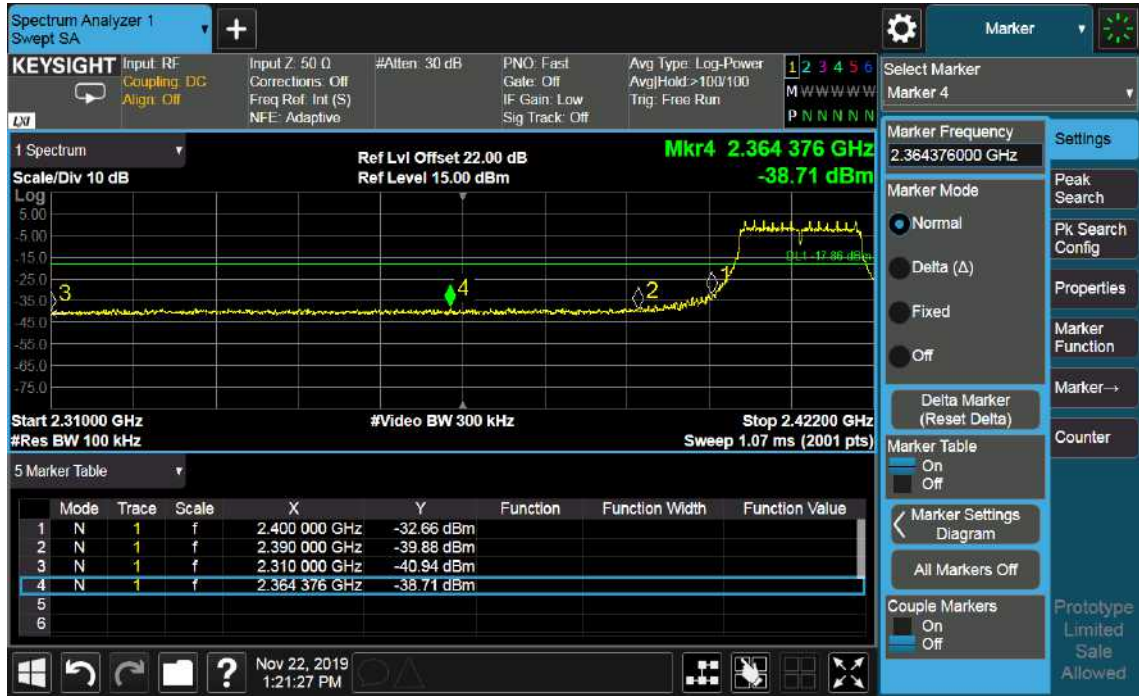 Spectrum Analyzer 1
Swept SA
Marker
KEYSIGHT
LXI
Input: RF
Coupling: DC
Align: Off
Input Z: 50 Ω
Corrections: Off
Freq Ref: Int (S)
NFE: Adaptive
#Atten: 30 dB
PNO: Fast
Gate: Off
IF Gain: Low
Sig Track: Off
Avg Type: Log-Power
Avg|Hold:>100/100
Trig: Free Run
1 2 3 4 5 6
M W W W W W
P N N N N N
Select Marker
Marker 4
1 Spectrum
Scale/Div 10 dB
Ref Lvl Offset 22.00 dB
Ref Level 15.00 dBm
Mkr4 2.364 376 GHz
-38.71 dBm
Log
5.00
-5.00
-15.0
-25.0
-35.0
-45.0
-55.0
-65.0
-75.0
DL1 -17.86 dBm
3
4
2
1
Start 2.31000 GHz
#Video BW 300 kHz
Stop 2.42200 GHz
#Res BW 100 kHz
Sweep 1.07 ms (2001 pts)
5 Marker Table
Mode Trace Scale X Y Function Function Width Function Value
1 N 1 f 2.400 000 GHz -32.66 dBm
2 N 1 f 2.390 000 GHz -39.88 dBm
3 N 1 f 2.310 000 GHz -40.94 dBm
4 N 1 f 2.364 376 GHz -38.71 dBm
5
6
Marker Frequency
2.364376000 GHz
Marker Mode
Normal
Delta (Δ)
Fixed
Off
Delta Marker
(Reset Delta)
Marker Table
On
Off
Marker Settings
Diagram
All Markers Off
Couple Markers
On
Off
Settings
Peak
Search
Pk Search
Config
Properties
Marker
Function
Marker→
Counter
Prototype
Limited
Sale
Allowed
?
Nov 22, 2019
1:21:27 PM